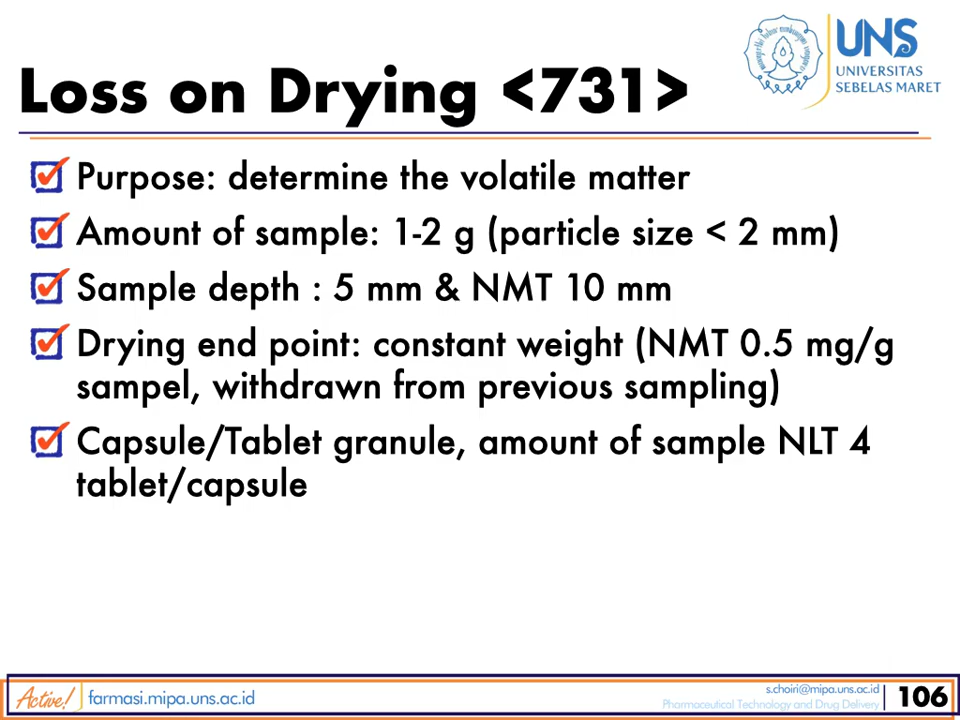 UNS
UNIVERSITAS
SEBELAS MARET
Loss on Drying <731>
Purpose: determine the volatile matter
Amount of sample: 1-2 g (particle size < 2 mm)
Sample depth : 5 mm & NMT 10 mm
Drying end point: constant weight (NMT 0.5 mg/g
sampel, withdrawn from previous sampling)
Capsule/Tablet granule, amount of sample NLT 4
tablet/capsule
Active!
farmasi.mipa.uns.ac.id
s.choiri@mipa.uns.ac.id
Pharmaceutical Technology and Drug Delivery
106